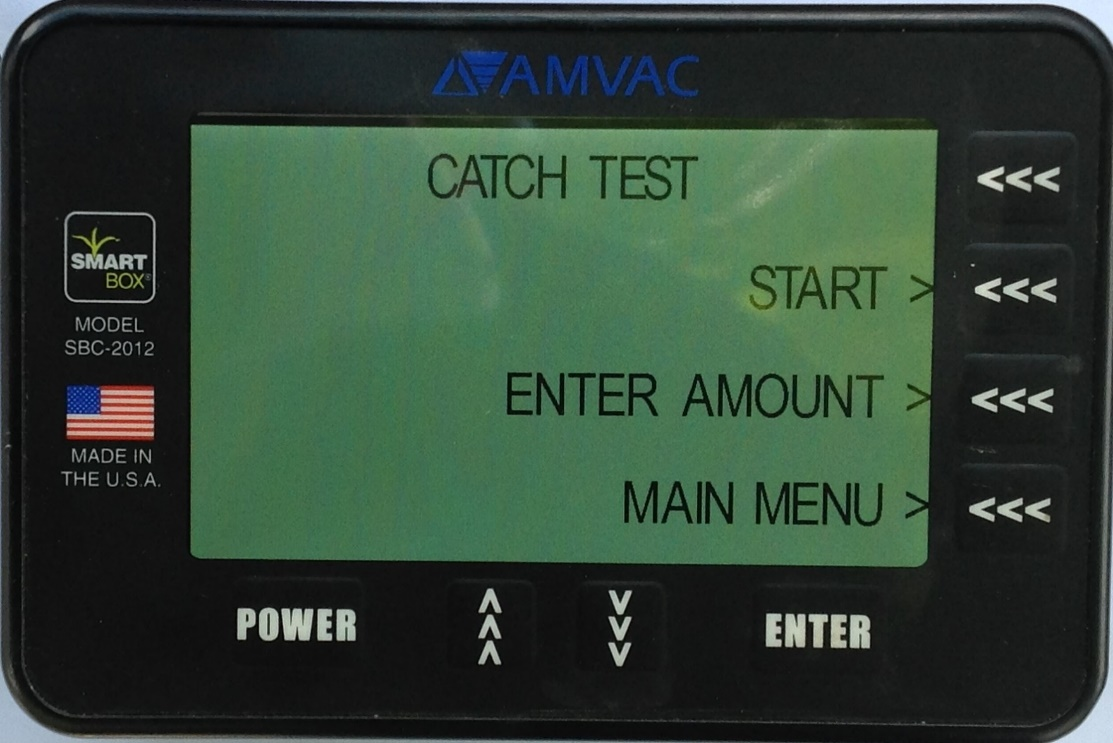 AMVAC
CATCH TEST
<<<
START >
<<<
SMART
BOX®
MODEL
SBC-2012
ENTER AMOUNT >
<<<
MADE IN
THE U.S.A.
MAIN MENU >
<<<
POWER
ENTER